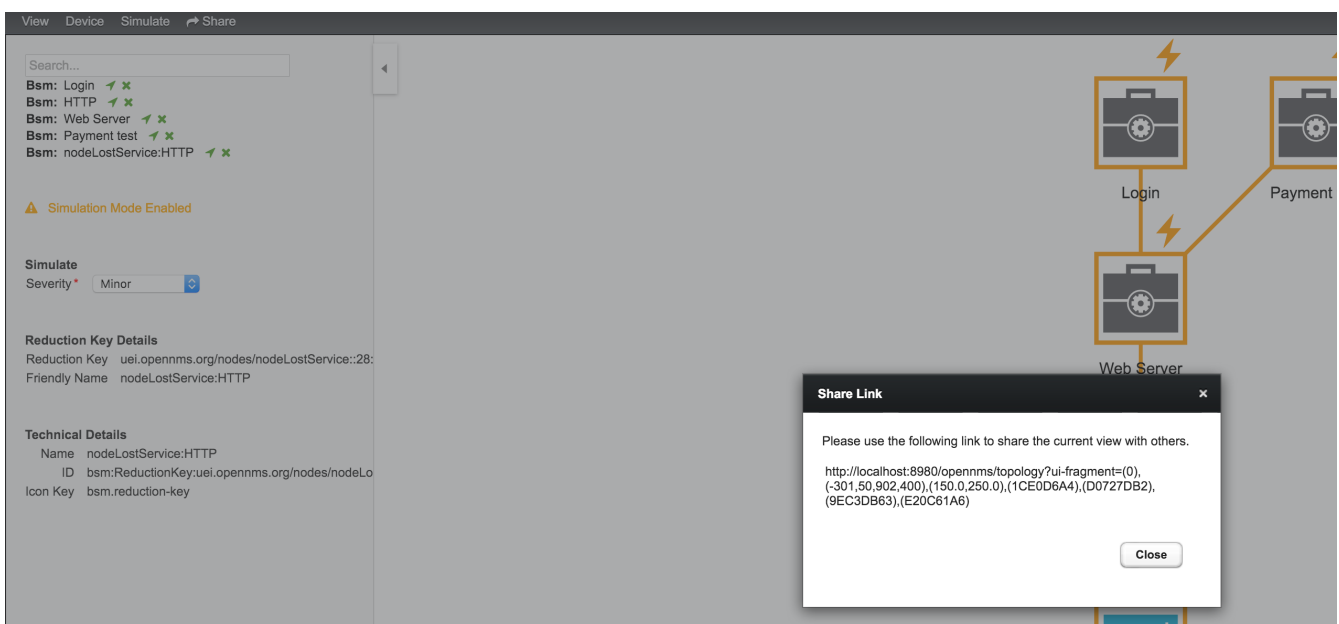 View Device Simulate Share
Search...
Bsm: Login
Bsm: HTTP
Bsm: Web Server
Bsm: Payment test
Bsm: nodeLostService:HTTP
Simulation Mode Enabled
Simulate
Severity* Minor
Reduction Key Details
Reduction Key uei.opennms.org/nodes/nodeLostService::28:
Friendly Name nodeLostService:HTTP
Technical Details
Name nodeLostService:HTTP
ID bsm:ReductionKey:uei.opennms.org/nodes/nodeLo
Icon Key bsm.reduction-key
Login
Payment
Web Server
Share Link
Please use the following link to share the current view with others.
http://localhost:8980/opennms/topology?ui-fragment=(0),
(-301,50,902,400),(150.0,250.0),(1CE0D6A4),(D0727DB2),
(9EC3DB63),(E20C61A6)
Close